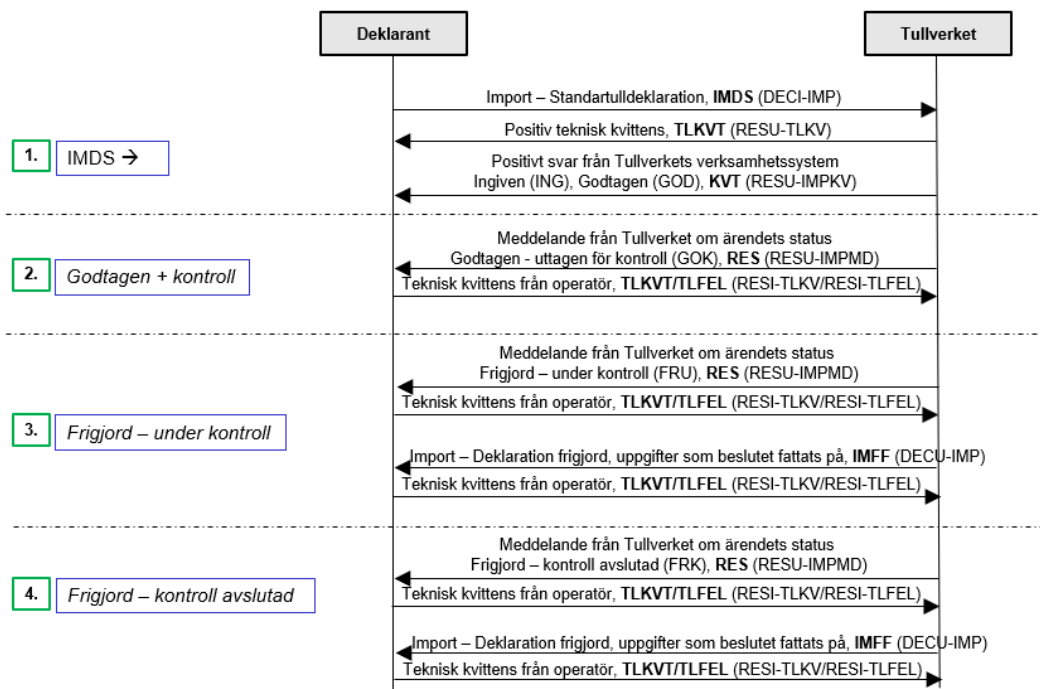 Deklarant
Tullverket
Import – Standartulldeklaration, IMDS (DECI-IMP)
Positiv teknisk kvittens, TLKVT (RESU-TLKV)
1.
IMDS →
Positivt svar från Tullverkets verksamhetssystem
Ingiven (ING), Godtagen (GOD), KVT (RESU-IMPKV)
Meddelande från Tullverket om ärendets status
Godtagen - uttagen för kontroll (GOK), RES (RESU-IMPMD)
2.
Godtagen + kontroll
Teknisk kvittens från operatör, TLKVT/TLFEL (RESI-TLKV/RESI-TLFEL)
Meddelande från Tullverket om ärendets status
Frigjord – under kontroll (FRU), RES (RESU-IMPMD)
Teknisk kvittens från operatör, TLKVT/TLFEL (RESI-TLKV/RESI-TLFEL)
3.
Frigjord – under kontroll
Import – Deklaration frigjord, uppgifter som beslutet fattats på, IMFF (DECU-IMP)
Teknisk kvittens från operatör, TLKVT/TLFEL (RESI-TLKV/RESI-TLFEL)
Meddelande från Tullverket om ärendets status
Frigjord – kontroll avslutad (FRK), RES (RESU-IMPMD)
4.
Frigjord – kontroll avslutad
Teknisk kvittens från operatör, TLKVT/TLFEL (RESI-TLKV/RESI-TLFEL)
Import – Deklaration frigjord, uppgifter som beslutet fattats på, IMFF (DECU-IMP)
Teknisk kvittens från operatör, TLKVT/TLFEL (RESI-TLKV/RESI-TLFEL)